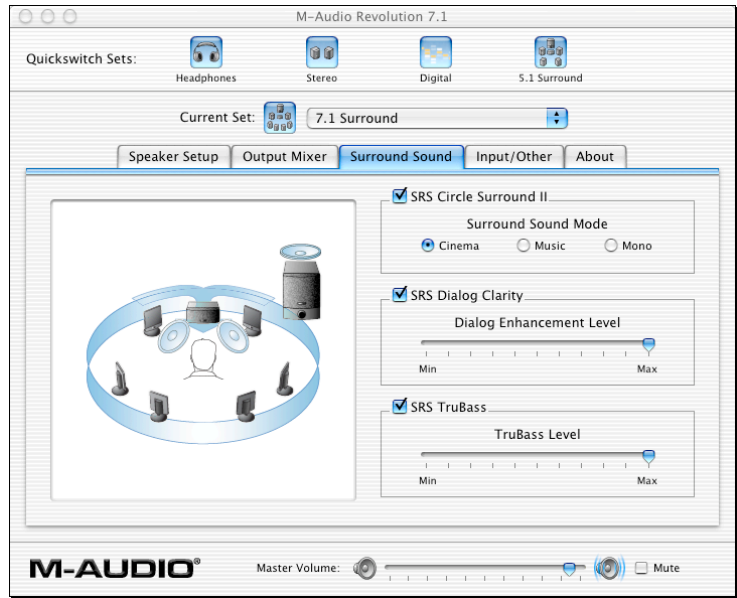 M-Audio Revolution 7.1
Quickswitch Sets:
Headphones
Stereo
Digital
5.1 Surround
Current Set:
7.1 Surround
Speaker Setup
Output Mixer
Surround Sound
Input/Other
About
SRS Circle Surround II
Surround Sound Mode
Cinema
Music
Mono
SRS Dialog Clarity
Dialog Enhancement Level
Min
Max
SRS TruBass
TruBass Level
Min
Max
M-AUDIO®
Master Volume:
Mute